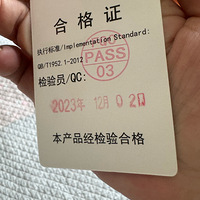 合格证
执行标准/Implementation Standard:
QB/T1952.1-2012
PASS
03
检验员/QC:
2023年 12月 02日
本产品经检验合格